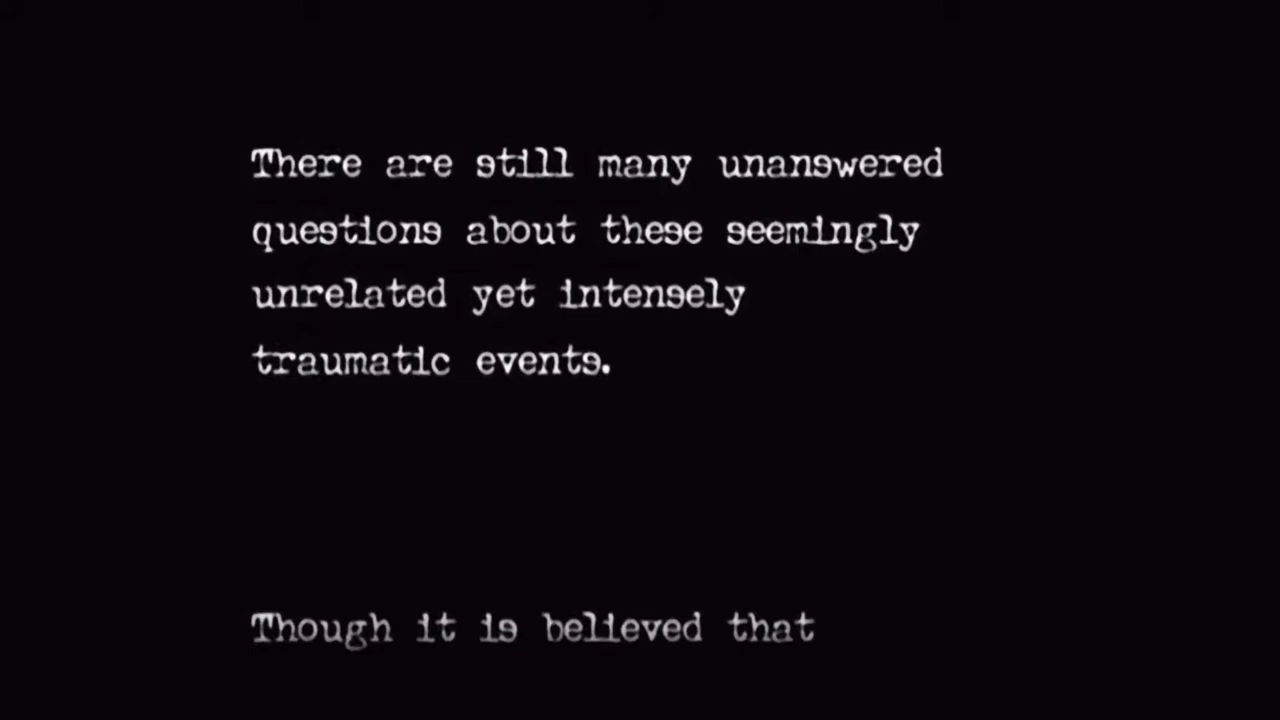 There are still many unanswered
questions about these seemingly
unrelated yet intensely
traumatic events.
Though it is believed that